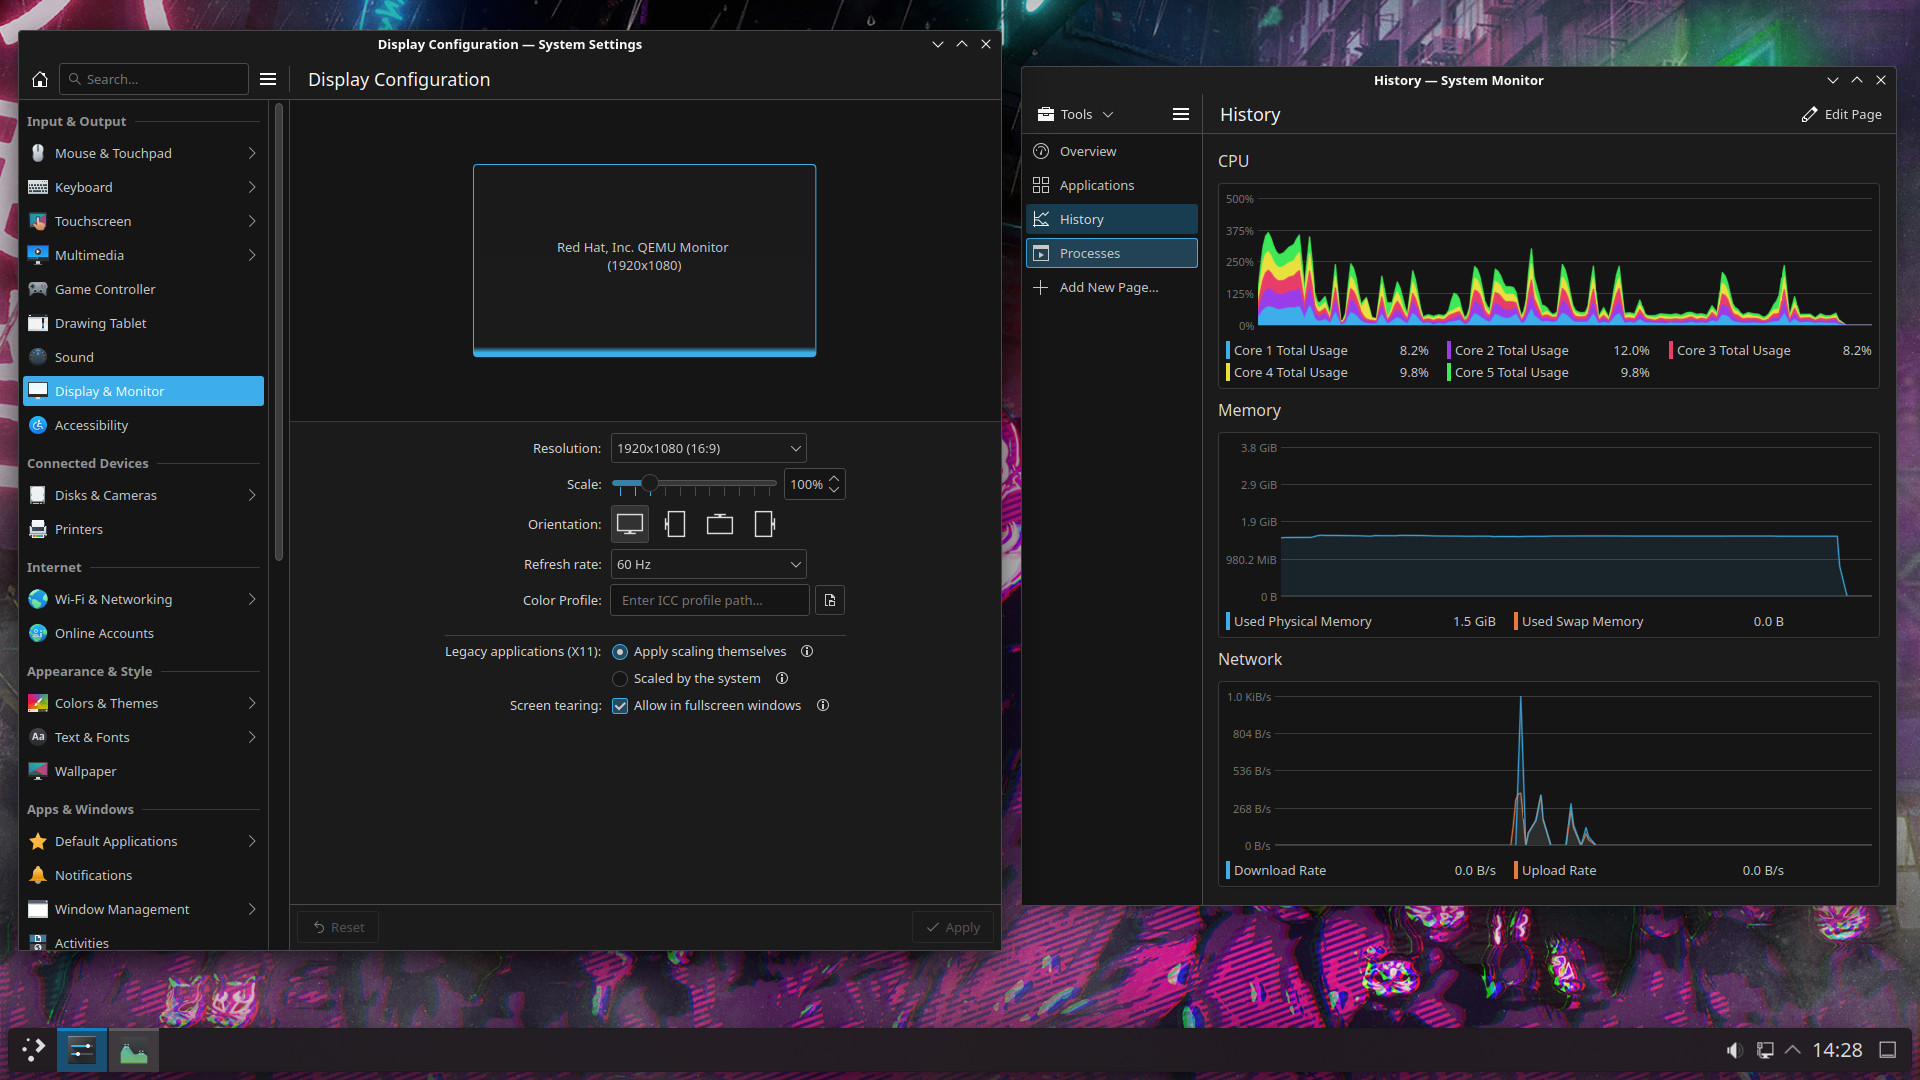 Display Configuration — System Settings
Search...
Display Configuration
Input & Output
Mouse & Touchpad
Keyboard
Touchscreen
Multimedia
Game Controller
Drawing Tablet
Sound
Display & Monitor
Accessibility
Connected Devices
Disks & Cameras
Printers
Internet
Wi-Fi & Networking
Online Accounts
Appearance & Style
Colors & Themes
Aa Text & Fonts
Wallpaper
Apps & Windows
Default Applications
Notifications
Window Management
Activities
Red Hat, Inc. QEMU Monitor
(1920x1080)
Resolution: 1920x1080 (16:9)
Scale: 100%
Orientation:
Refresh rate: 60 Hz
Color Profile: Enter ICC profile path...
Legacy applications (X11): Apply scaling themselves
Scaled by the system
Screen tearing: Allow in fullscreen windows
Reset
Apply
History — System Monitor
Tools
History
Edit Page
Overview
Applications
History
Processes
Add New Page...
CPU
500%
375%
250%
125%
0%
Core 1 Total Usage 8.2% Core 2 Total Usage 12.0% Core 3 Total Usage 8.2%
Core 4 Total Usage 9.8% Core 5 Total Usage 9.8%
Memory
3.8 GiB
2.9 GiB
1.9 GiB
980.2 MiB
0 B
Used Physical Memory 1.5 GiB Used Swap Memory 0.0 B
Network
1.0 KiB/s
804 B/s
536 B/s
268 B/s
0 B/s
Download Rate 0.0 B/s Upload Rate 0.0 B/s
14:28